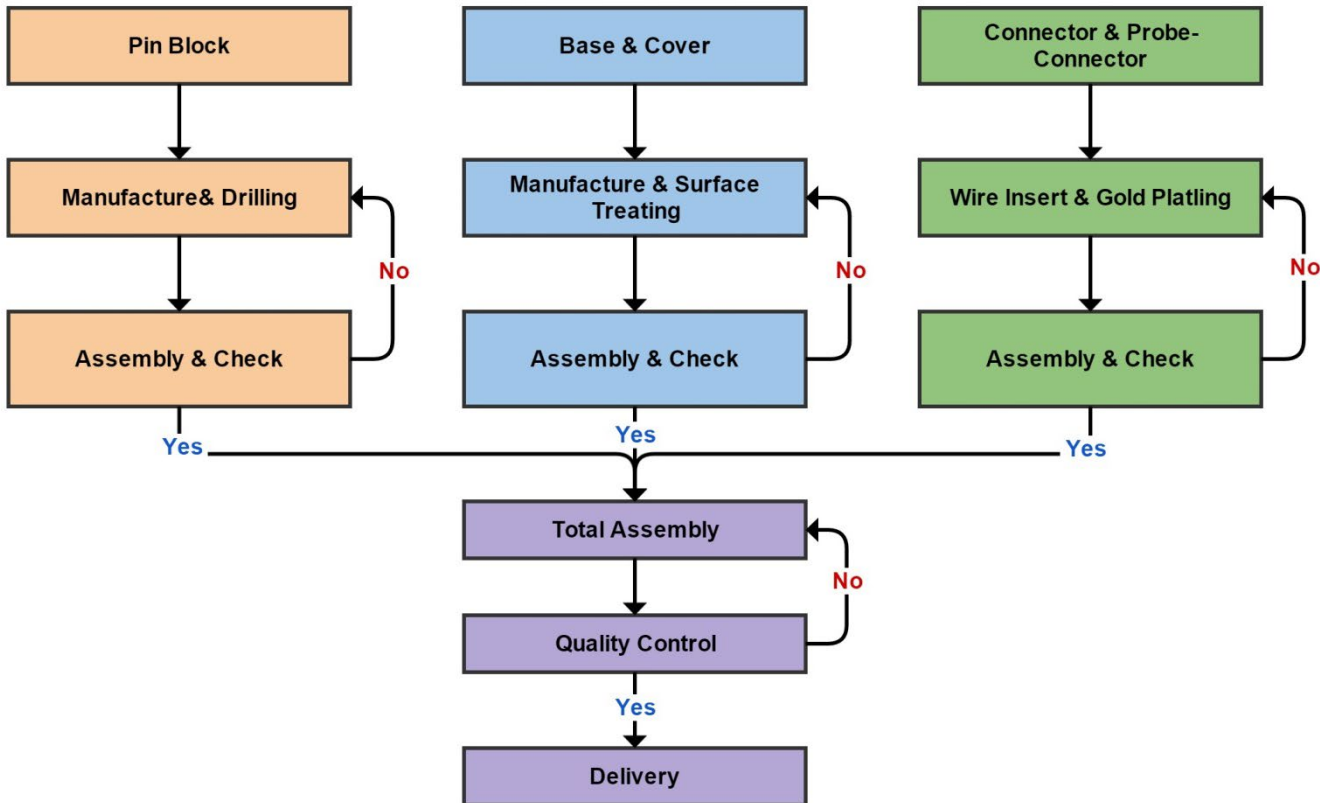 Pin Block
Base & Cover
Connector & Probe-
Connector
Manufacture& Drilling
Manufacture & Surface
Treating
Wire Insert & Gold Platling
No
No
No
Assembly & Check
Assembly & Check
Assembly & Check
Yes
Yes
Yes
Total Assembly
No
Quality Control
Yes
Delivery